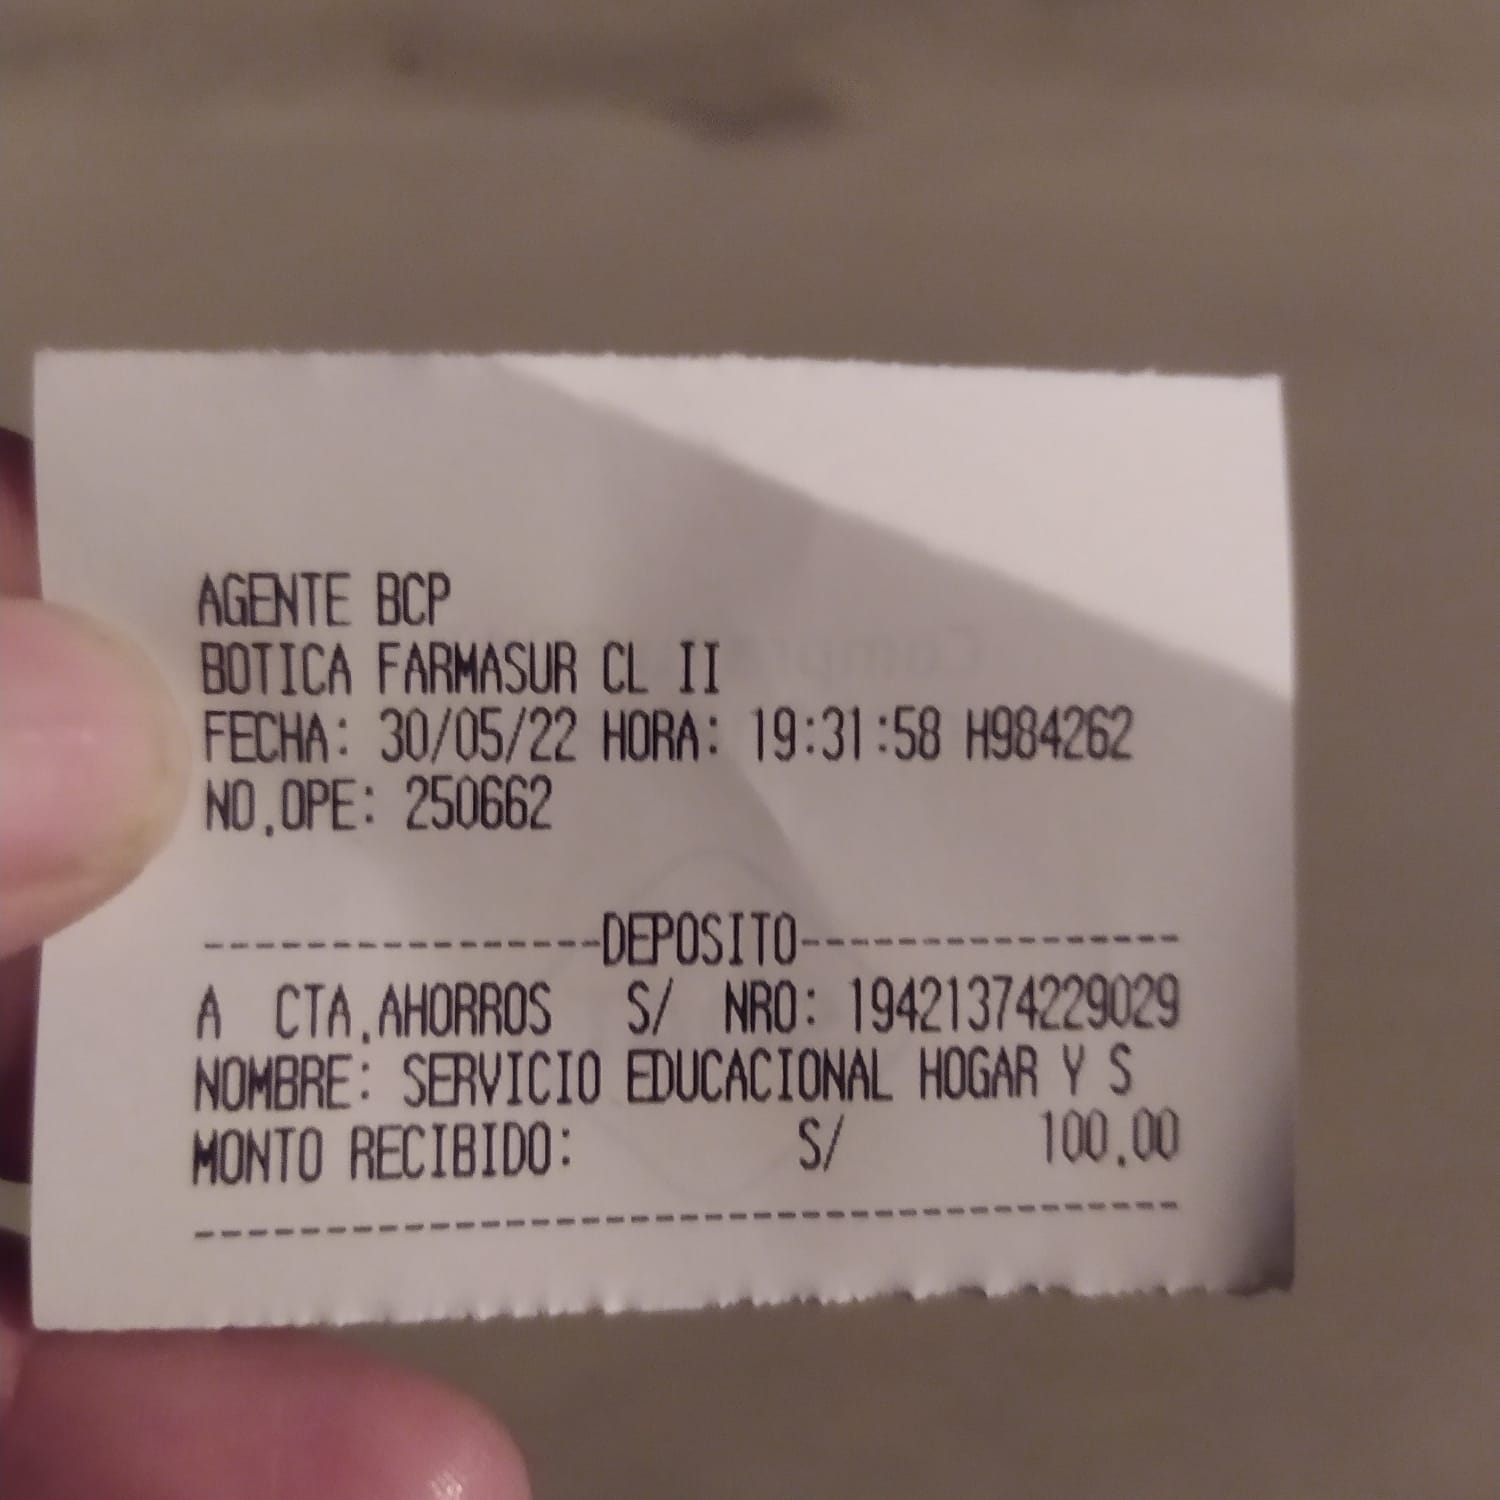 AGENTE BCP
BOTICA FARMASUR CL II
FECHA: 30/05/22 HORA: 19:31:58 H984262
NO.OPE: 250662
----------------DEPOSITO----------------
A CTA.AHORROS S/ NRO: 19421374229029
NOMBRE: SERVICIO EDUCACIONAL HOGAR Y S
MONTO RECIBIDO: S/ 100.00
----------------------------------------